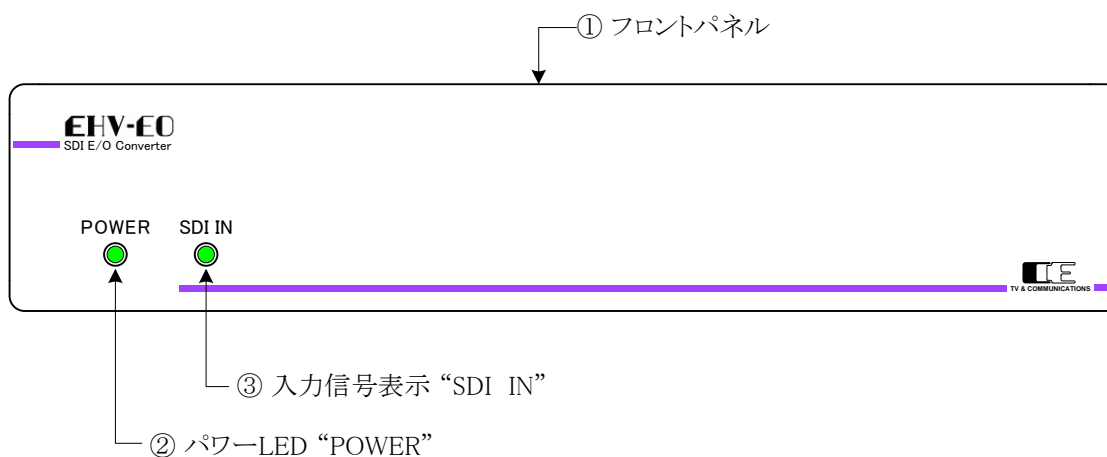 ① フロントパネル
EHV-EO
SDI E/O Converter
POWER
SDI IN
TV & COMMUNICATIONS
③ 入力信号表示 “SDI IN”
② パワーLED “POWER”